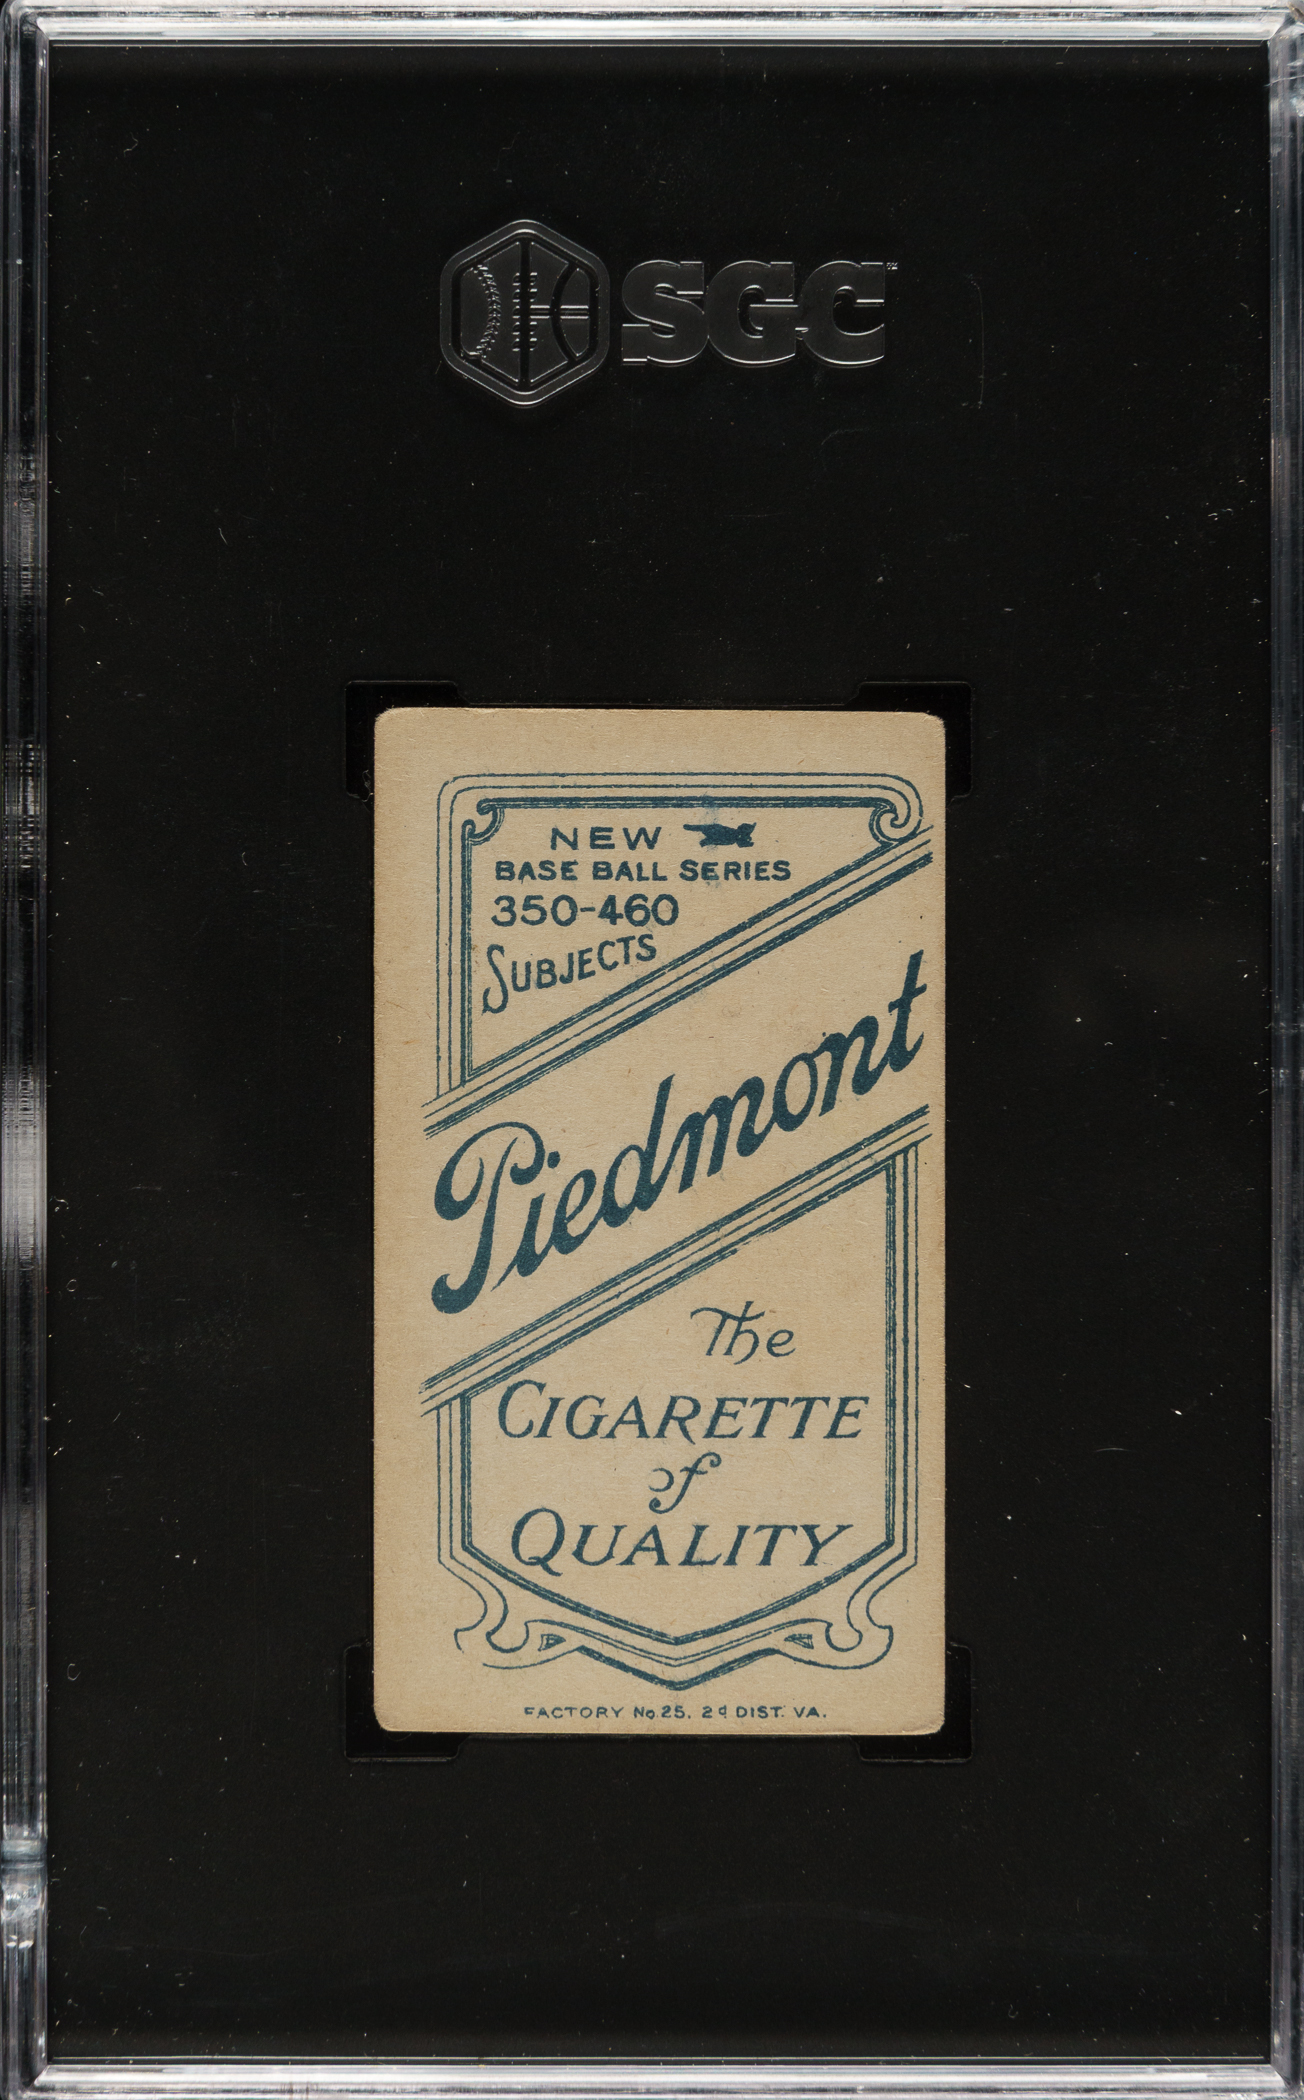 SGC
NEW
BASE BALL SERIES
350-460
SUBJECTS
Piedmont
The
CIGARETTE
of
QUALITY
FACTORY No 25. 2d DIST. VA.